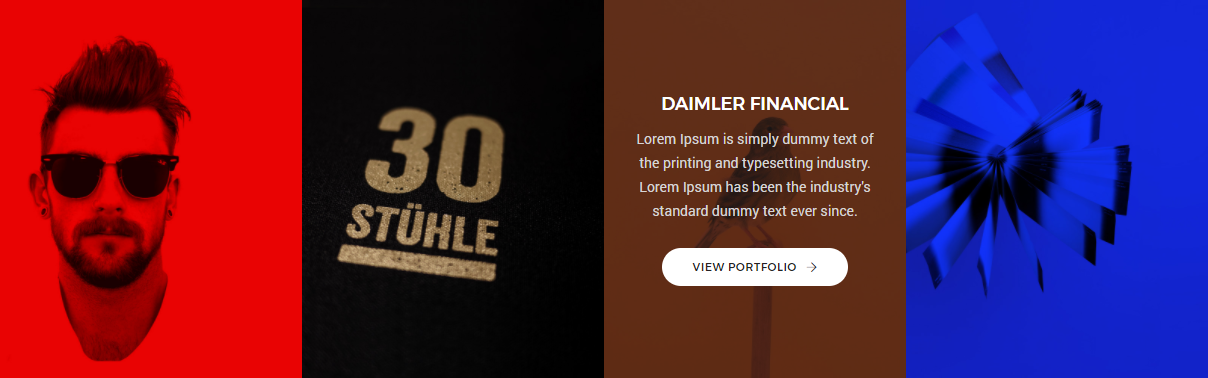 30
STÜHLE
DAIMLER FINANCIAL
Lorem Ipsum is simply dummy text of
the printing and typesetting industry.
Lorem Ipsum has been the industry's
standard dummy text ever since.
VIEW PORTFOLIO →